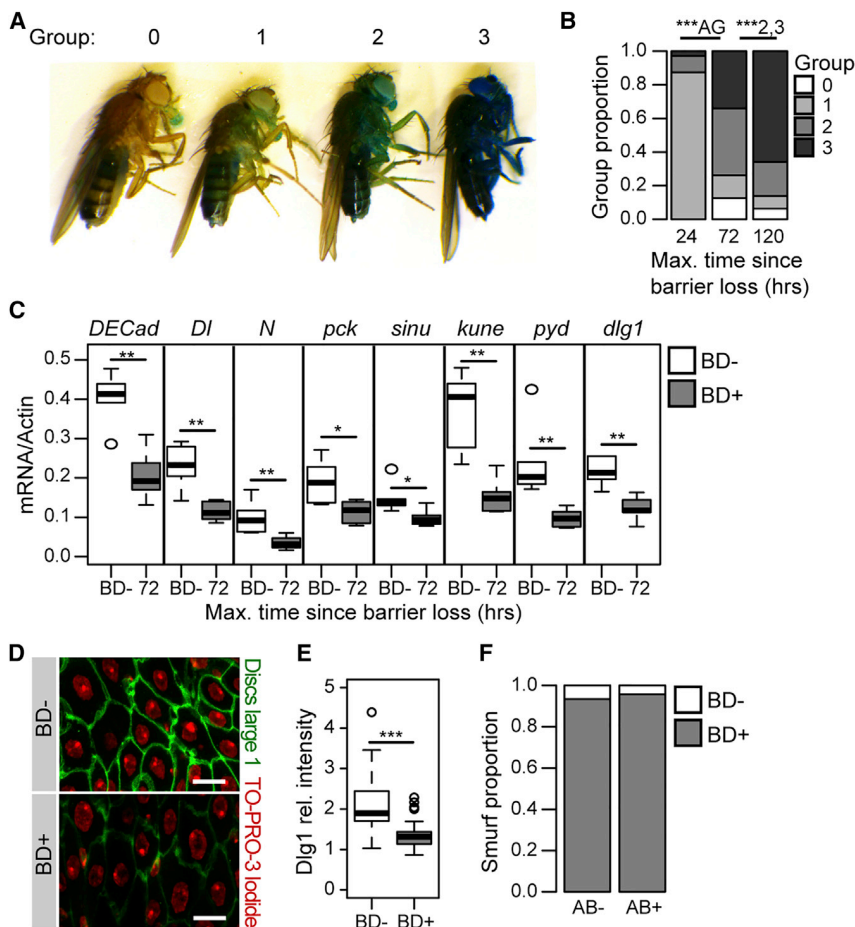 A
Group: 0 1 2 3
B
***AG ***2,3
Group proportion
1.0
0.8
0.6
0.4
0.2
0.0
24 72 120
Max. time since
barrier loss (hrs)
Group
0
1
2
3
C
DECad Dl N pck sinu kune pyd dlg1
mRNA/Actin
0.5
0.4
0.3
0.2
0.1
0.0
** ** ** * * ** ** **
BD- 72 BD- 72 BD- 72 BD- 72 BD- 72 BD- 72 BD- 72 BD- 72
Max. time since barrier loss (hrs)
BD-
BD+
D
BD-
BD+
Discs large 1
TO-PRO-3 Iodide
E
Dlg1 rel. intensity
5
4
3
2
1
0
***
BD- BD+
F
Smurf proportion
1.0
0.8
0.6
0.4
0.2
0.0
AB- AB+
BD-
BD+